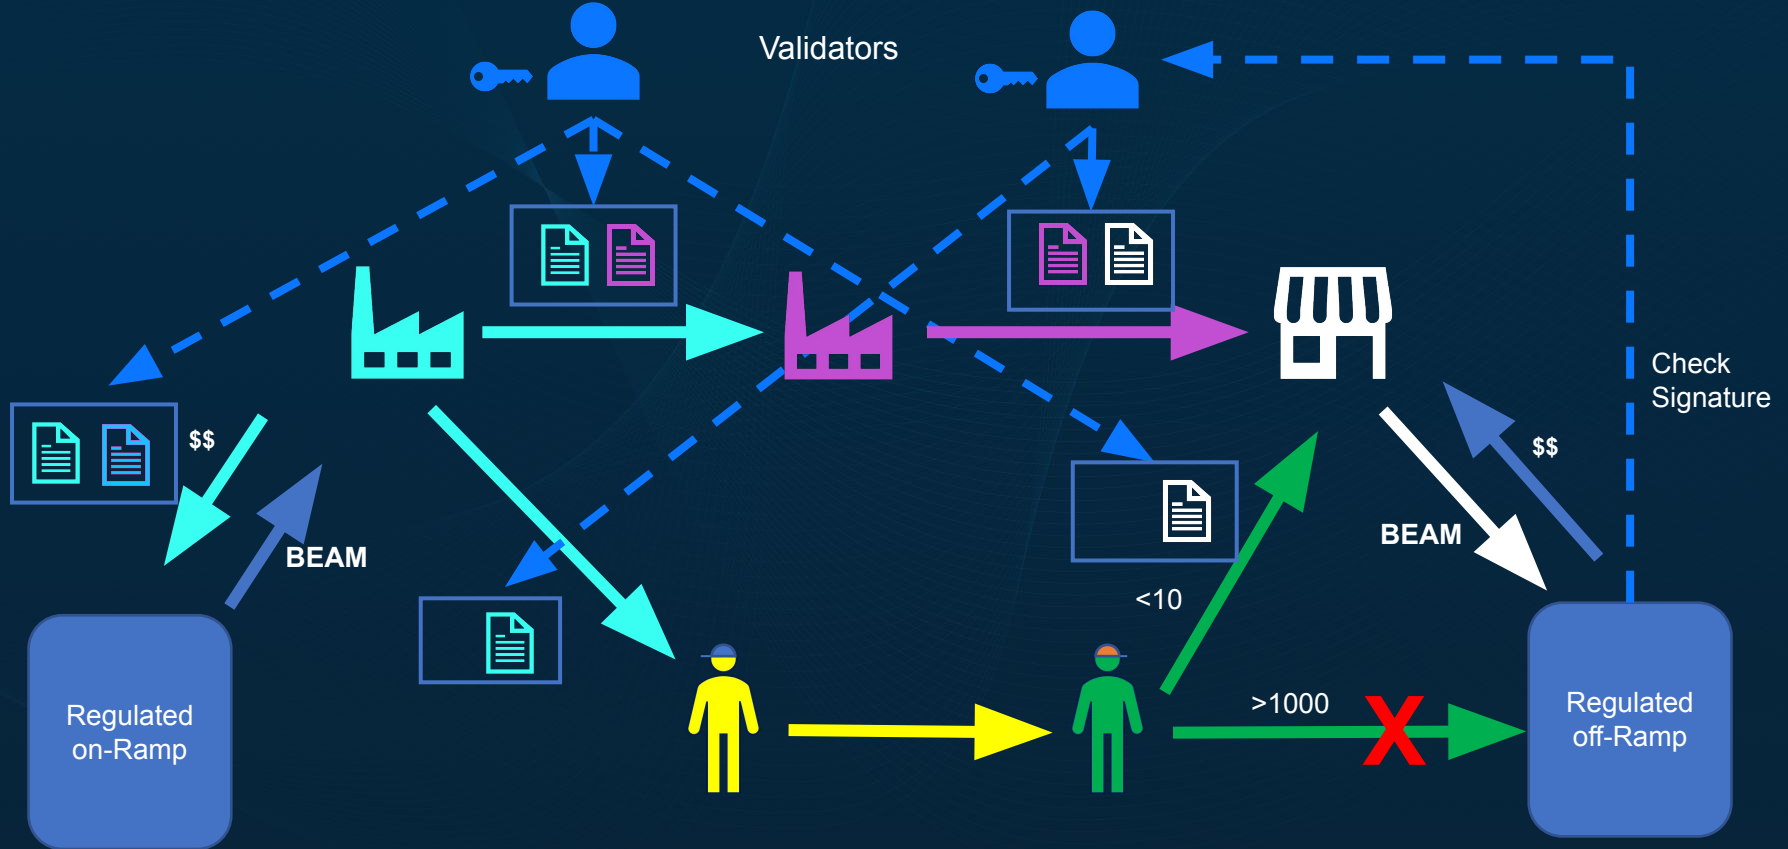 Validators
Check
Signature
$$
$$
BEAM
BEAM
<10
>1000
X
Regulated
on-Ramp
Regulated
off-Ramp